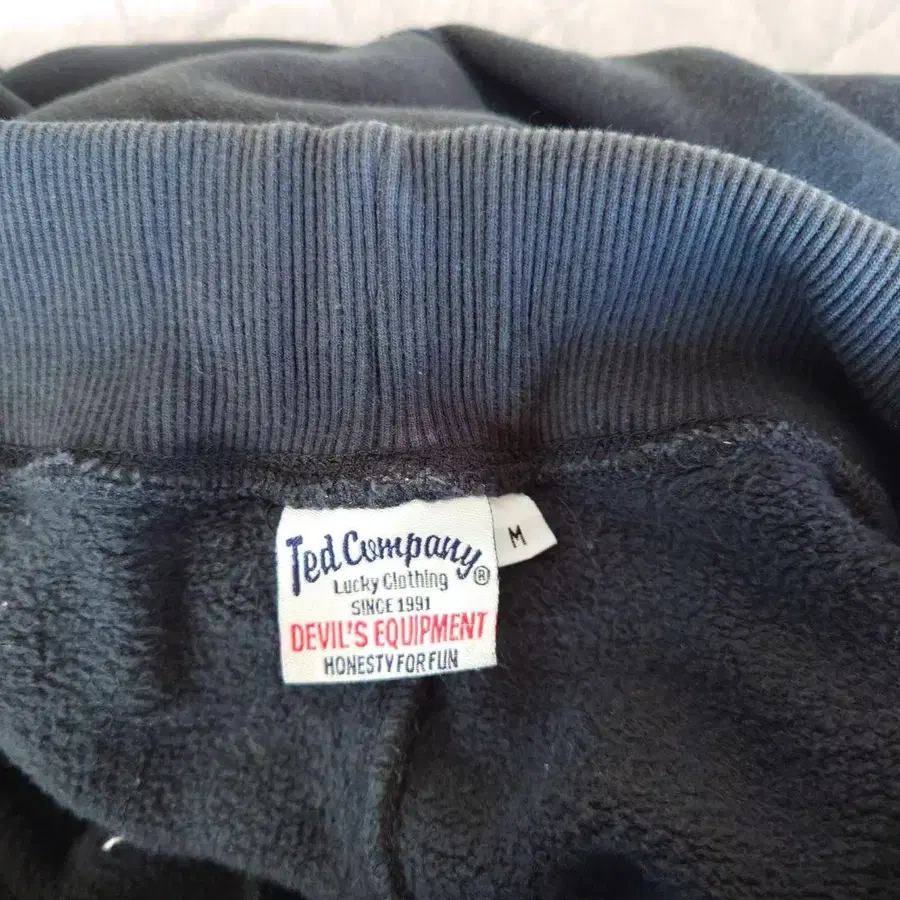 Ted Company®
Lucky Clothing
SINCE 1991
DEVIL'S EQUIPMENT
HONESTY FOR FUN
M